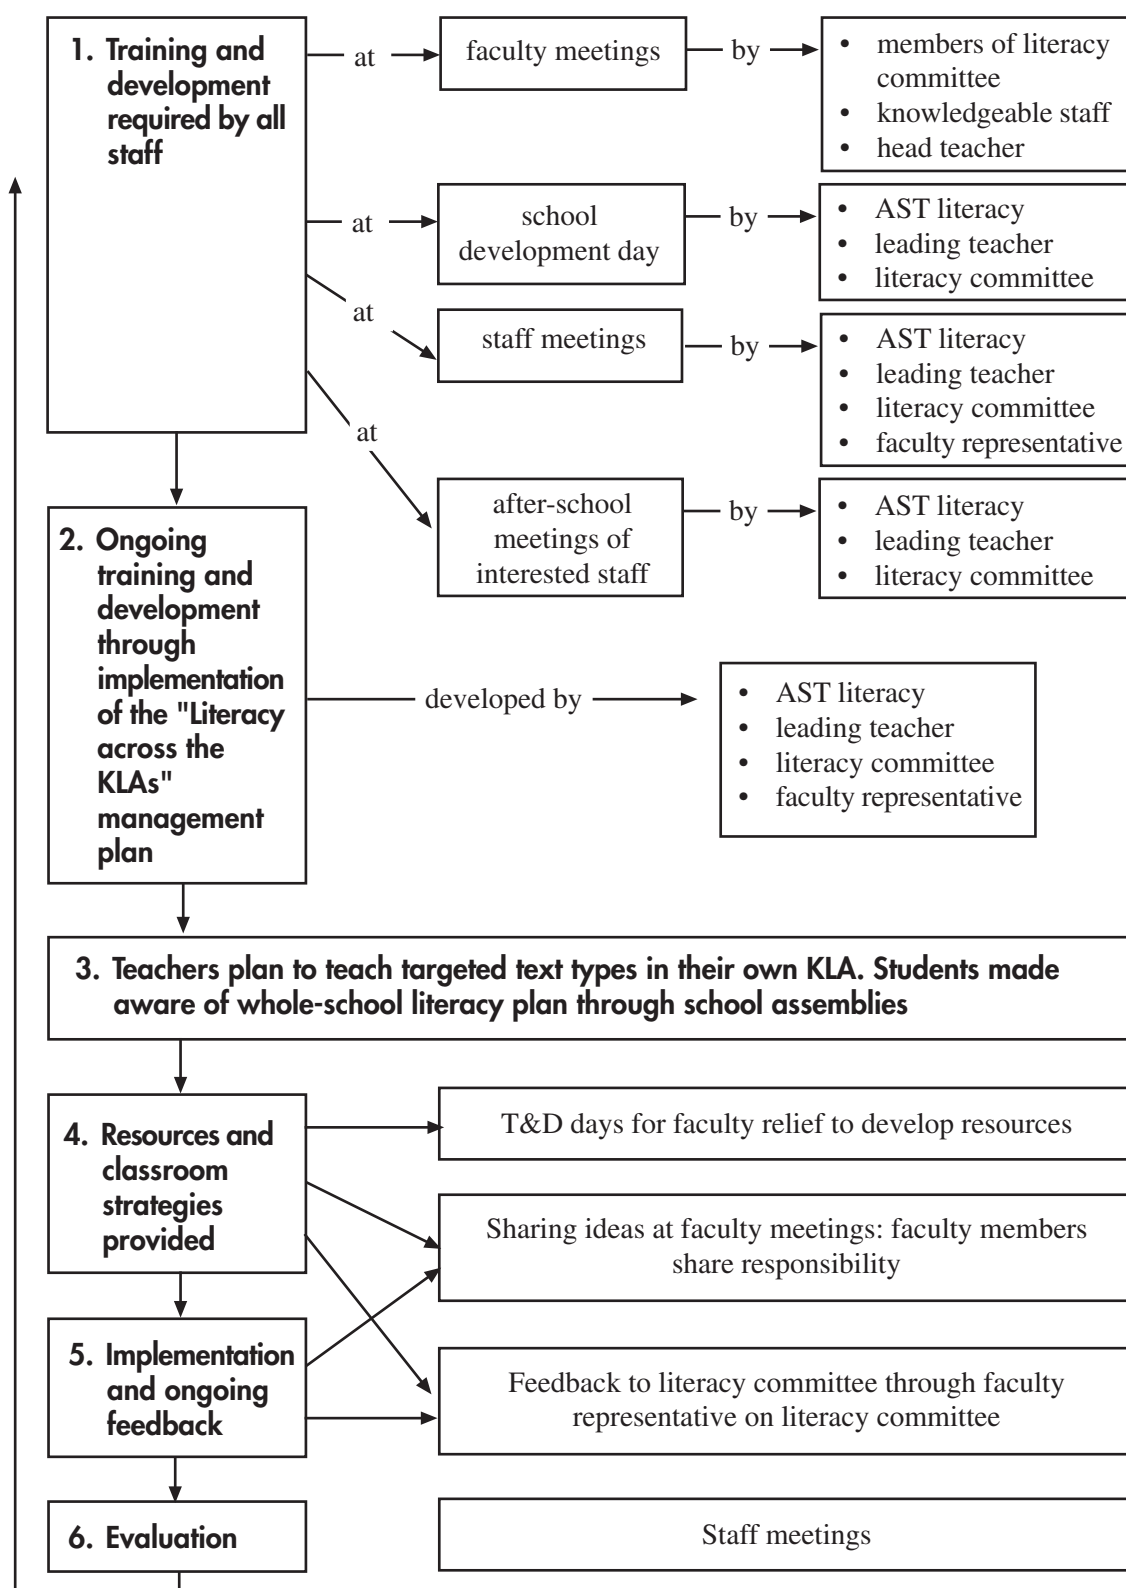 1. Training and
development
required by all
staff
at
faculty meetings
by
• members of literacy
committee
• knowledgeable staff
• head teacher
at
school
development day
by
• AST literacy
• leading teacher
• literacy committee
at
staff meetings
by
• AST literacy
• leading teacher
• literacy committee
• faculty representative
at
after-school
meetings of
interested staff
by
• AST literacy
• leading teacher
• literacy committee
2. Ongoing
training and
development
through
implementation
of the "Literacy
across the
KLAs"
management
plan
developed by
• AST literacy
• leading teacher
• literacy committee
• faculty representative
3. Teachers plan to teach targeted text types in their own KLA. Students made
aware of whole-school literacy plan through school assemblies
4. Resources and
classroom
strategies
provided
T&D days for faculty relief to develop resources
Sharing ideas at faculty meetings: faculty members
share responsibility
5. Implementation
and ongoing
feedback
Feedback to literacy committee through faculty
representative on literacy committee
6. Evaluation
Staff meetings